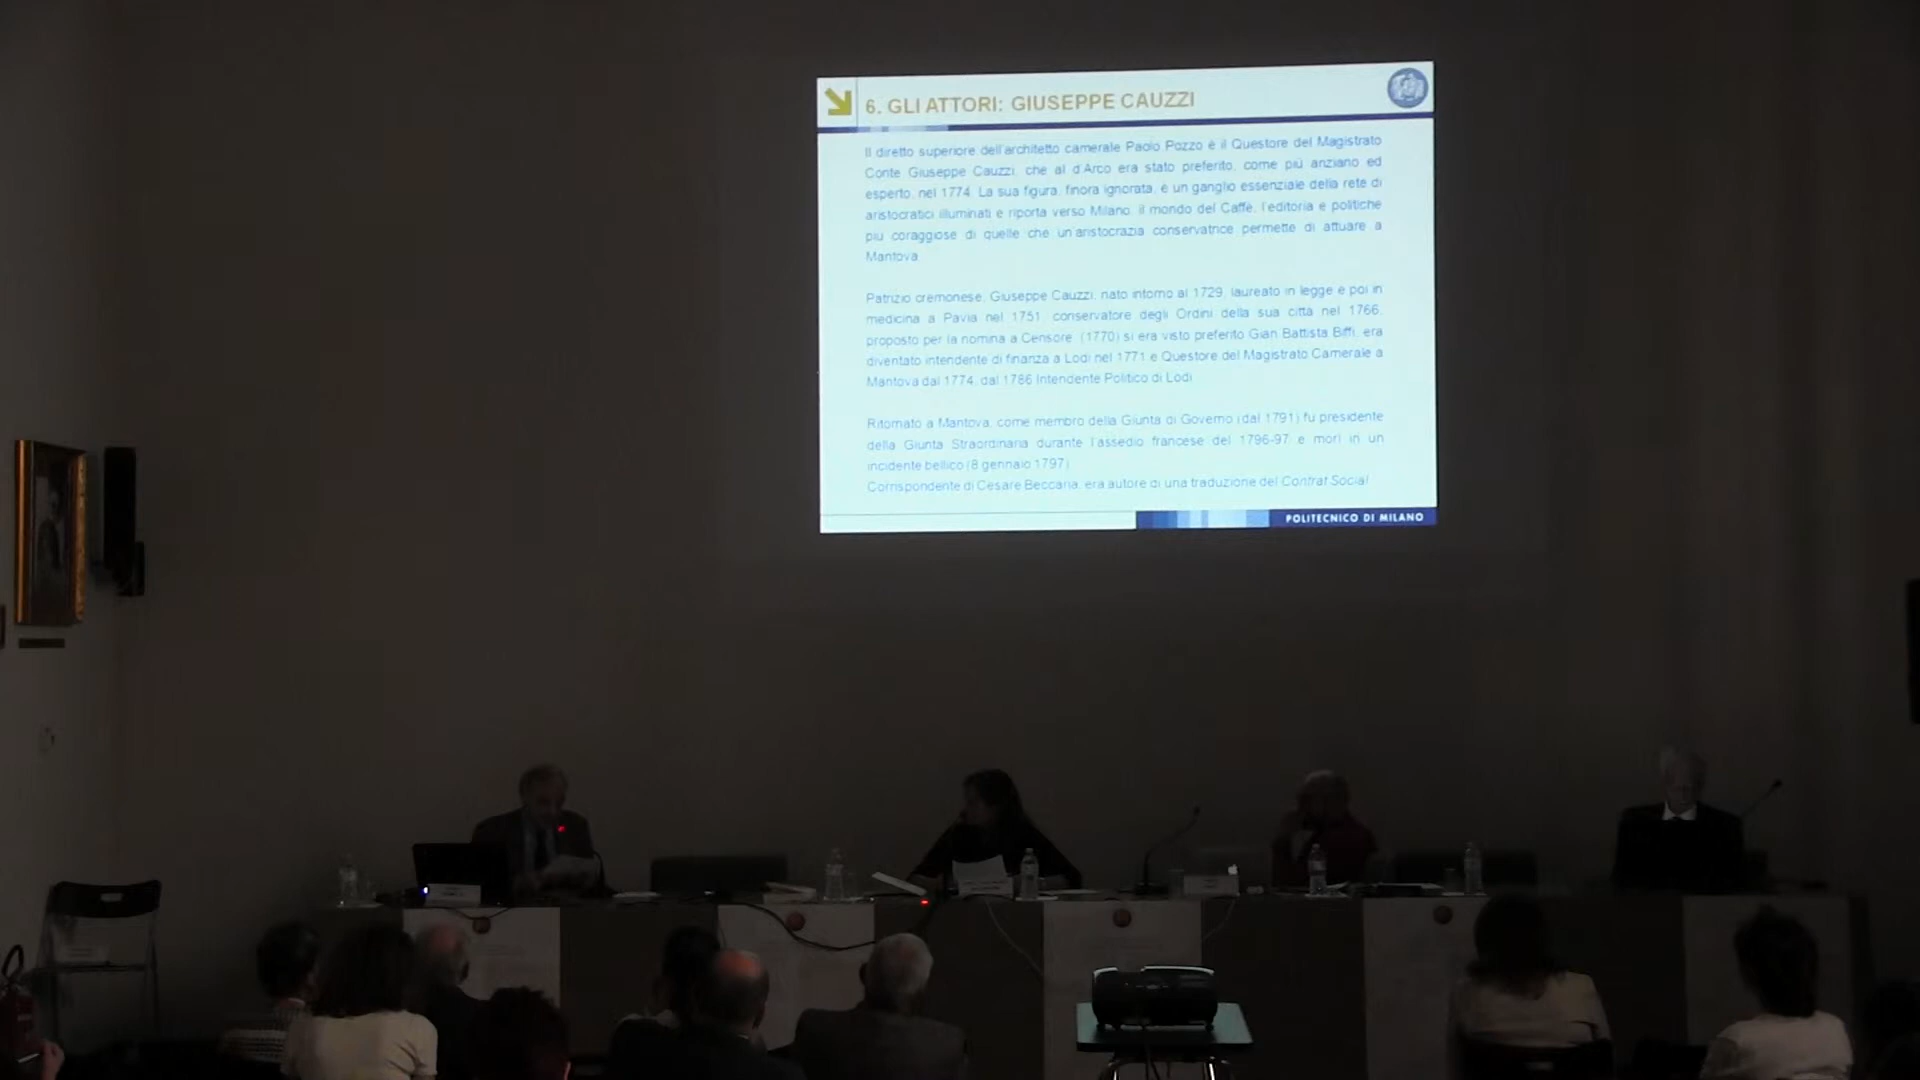 6. GLI ATTORI: GIUSEPPE CAUZZI
Il diretto superiore dell'architetto camerale Paolo Pozzo è il Questore del Magistrato
Conte Giuseppe Cauzzi, che al d'Arco era stato preferito, come più anziano ed
esperto, nel 1774. La sua figura, finora ignorata, è un ganglio essenziale della rete di
aristocratici illuminati e riporta verso Milano, il mondo del Caffè, l'editoria e politiche
più coraggiose di quelle che un'aristocrazia conservatrice permette di attuare a
Mantova.
Patrizio cremonese, Giuseppe Cauzzi, nato intorno al 1729, laureato in legge e poi in
medicina a Pavia nel 1751, conservatore degli Ordini della sua città nel 1766,
proposto per la nomina a Censore, (1770) si era visto preferito Gian Battista Biffi, era
diventato intendente di finanza a Lodi nel 1771 e Questore del Magistrato Camerale a
Mantova dal 1774, dal 1786 Intendente Politico di Lodi.
Ritornato a Mantova, come membro della Giunta di Governo (dal 1791) fu presidente
della Giunta Straordinaria durante l'assedio francese del 1796-97 e morì in un
incidente bellico (8 gennaio 1797).
Corrispondente di Cesare Beccaria, era autore di una traduzione del Contrat Social
POLITECNICO DI MILANO